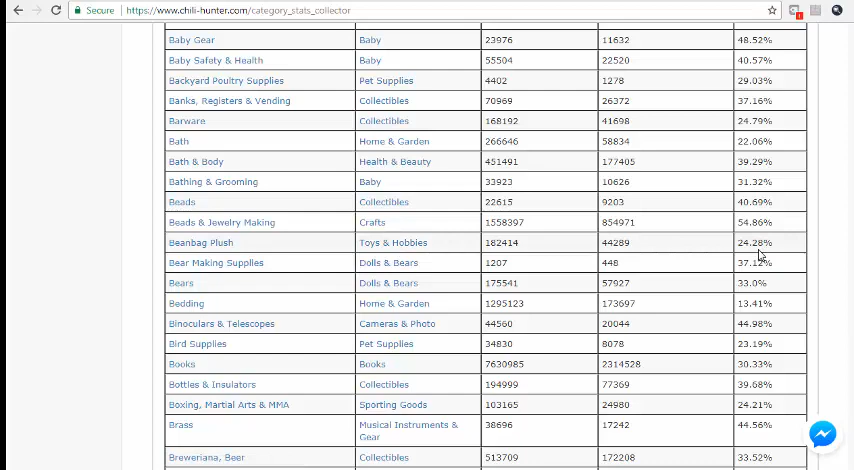 Secure https://www.chili-hunter.com/category_stats_collector
Baby Gear Baby 23976 11632 48.52%
Baby Safety & Health Baby 55504 22520 40.57%
Backyard Poultry Supplies Pet Supplies 4402 1278 29.03%
Banks, Registers & Vending Collectibles 70969 26372 37.16%
Barware Collectibles 168192 41698 24.79%
Bath Home & Garden 266646 58834 22.06%
Bath & Body Health & Beauty 451491 177405 39.29%
Bathing & Grooming Baby 33923 10626 31.32%
Beads Collectibles 22615 9203 40.69%
Beads & Jewelry Making Crafts 1558397 854971 54.86%
Beanbag Plush Toys & Hobbies 182414 44289 24.28%
Bear Making Supplies Dolls & Bears 1207 448 37.12%
Bears Dolls & Bears 175541 57927 33.0%
Bedding Home & Garden 1295123 173697 13.41%
Binoculars & Telescopes Cameras & Photo 44560 20044 44.98%
Bird Supplies Pet Supplies 34830 8078 23.19%
Books Books 7630985 2314528 30.33%
Bottles & Insulators Collectibles 194999 77369 39.68%
Boxing, Martial Arts & MMA Sporting Goods 103165 24980 24.21%
Brass Musical Instruments & 38696 17242 44.56%
Gear
Breweriana, Beer Collectibles 513709 172208 33.52%